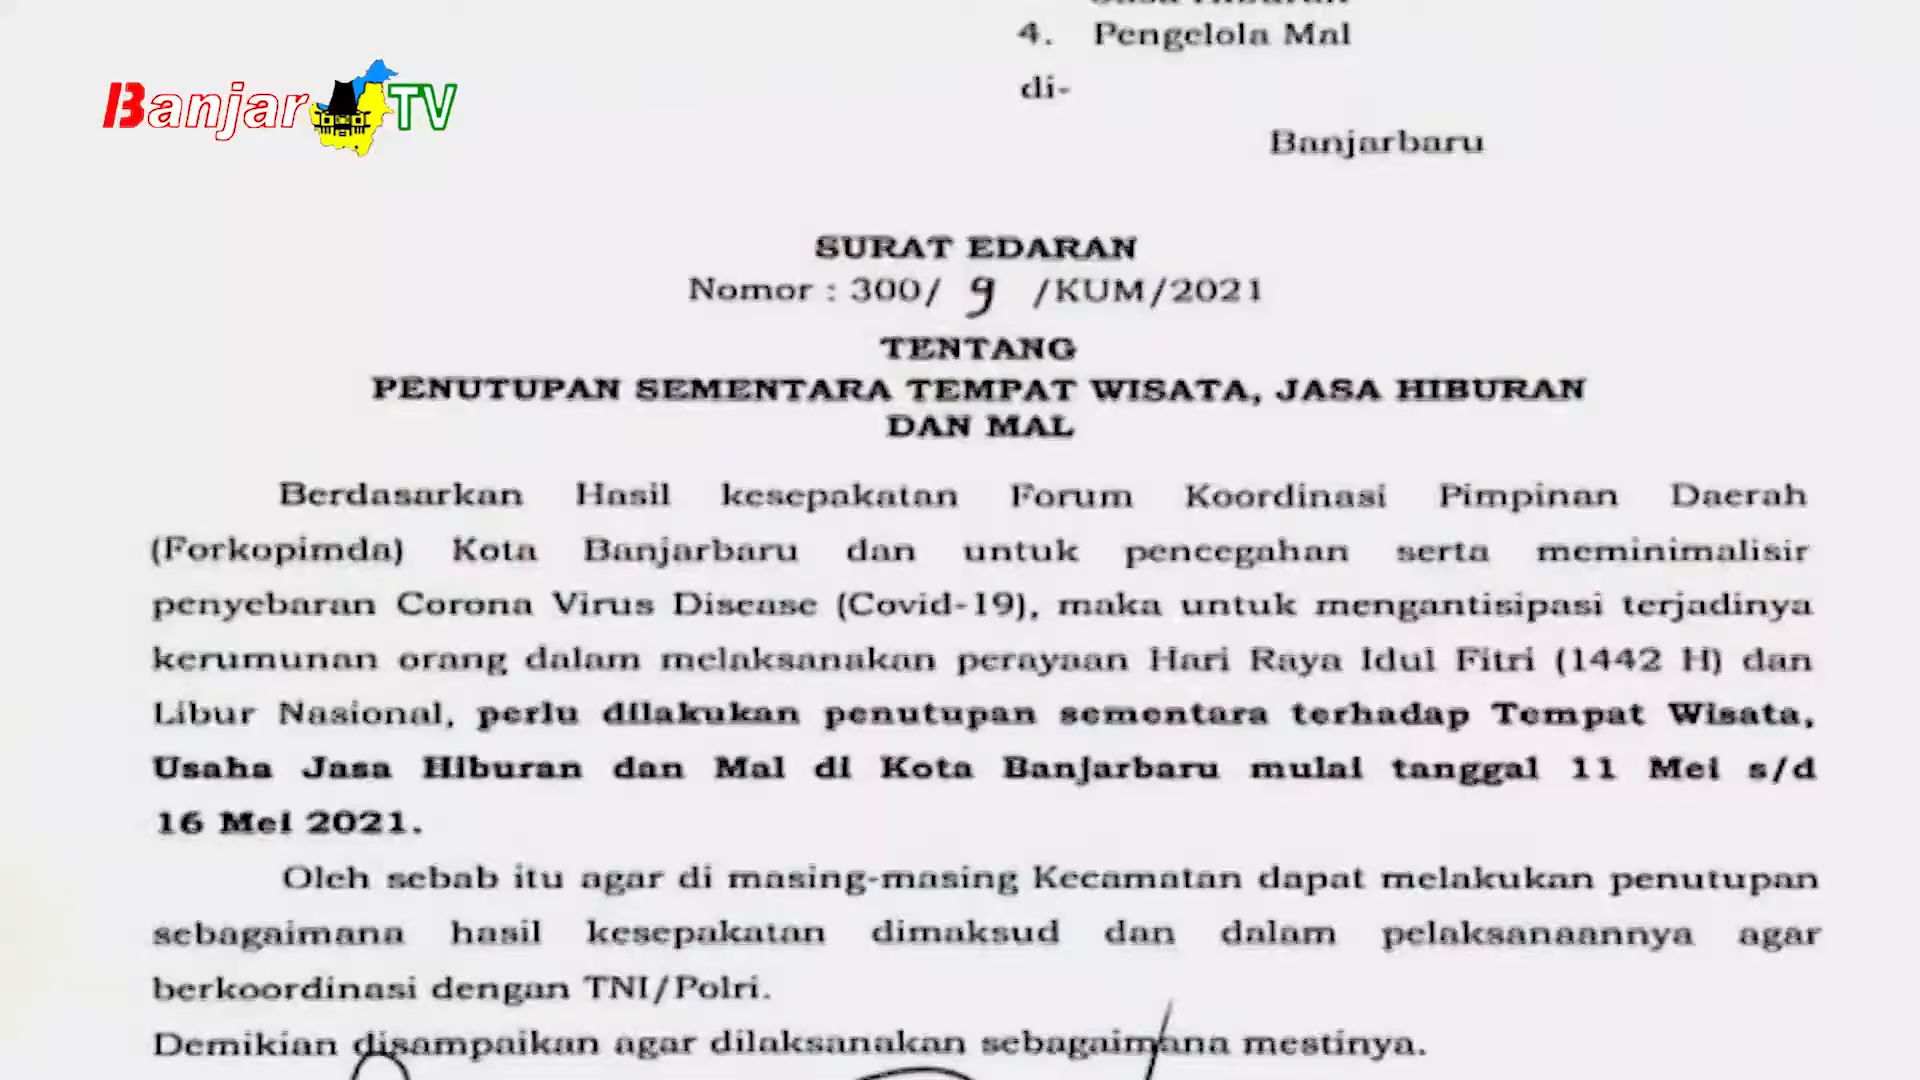 4. Pengelola Mal
Banjar TV
di-
Banjarbaru
SURAT EDARAN
Nomor : 300/ 9 /KUM/2021
TENTANG
PENUTUPAN SEMENTARA TEMPAT WISATA, JASA HIBURAN
DAN MAL
Berdasarkan Hasil kesepakatan Forum Koordinasi Pimpinan Daerah
(Forkopimda) Kota Banjarbaru dan untuk pencegahan serta meminimalisir
penyebaran Corona Virus Disease (Covid-19), maka untuk mengantisipasi terjadinya
kerumunan orang dalam melaksanakan perayaan Hari Raya Idul Fitri (1442 H) dan
Libur Nasional, perlu dilakukan penutupan sementara terhadap Tempat Wisata,
Usaha Jasa Hiburan dan Mal di Kota Banjarbaru mulai tanggal 11 Mei s/d
16 Mei 2021.
Oleh sebab itu agar di masing-masing Kecamatan dapat melakukan penutupan
sebagaimana hasil kesepakatan dimaksud dan dalam pelaksanaannya agar
berkoordinasi dengan TNI/Polri.
Demikian disampaikan agar dilaksanakan sebagaimana mestinya.